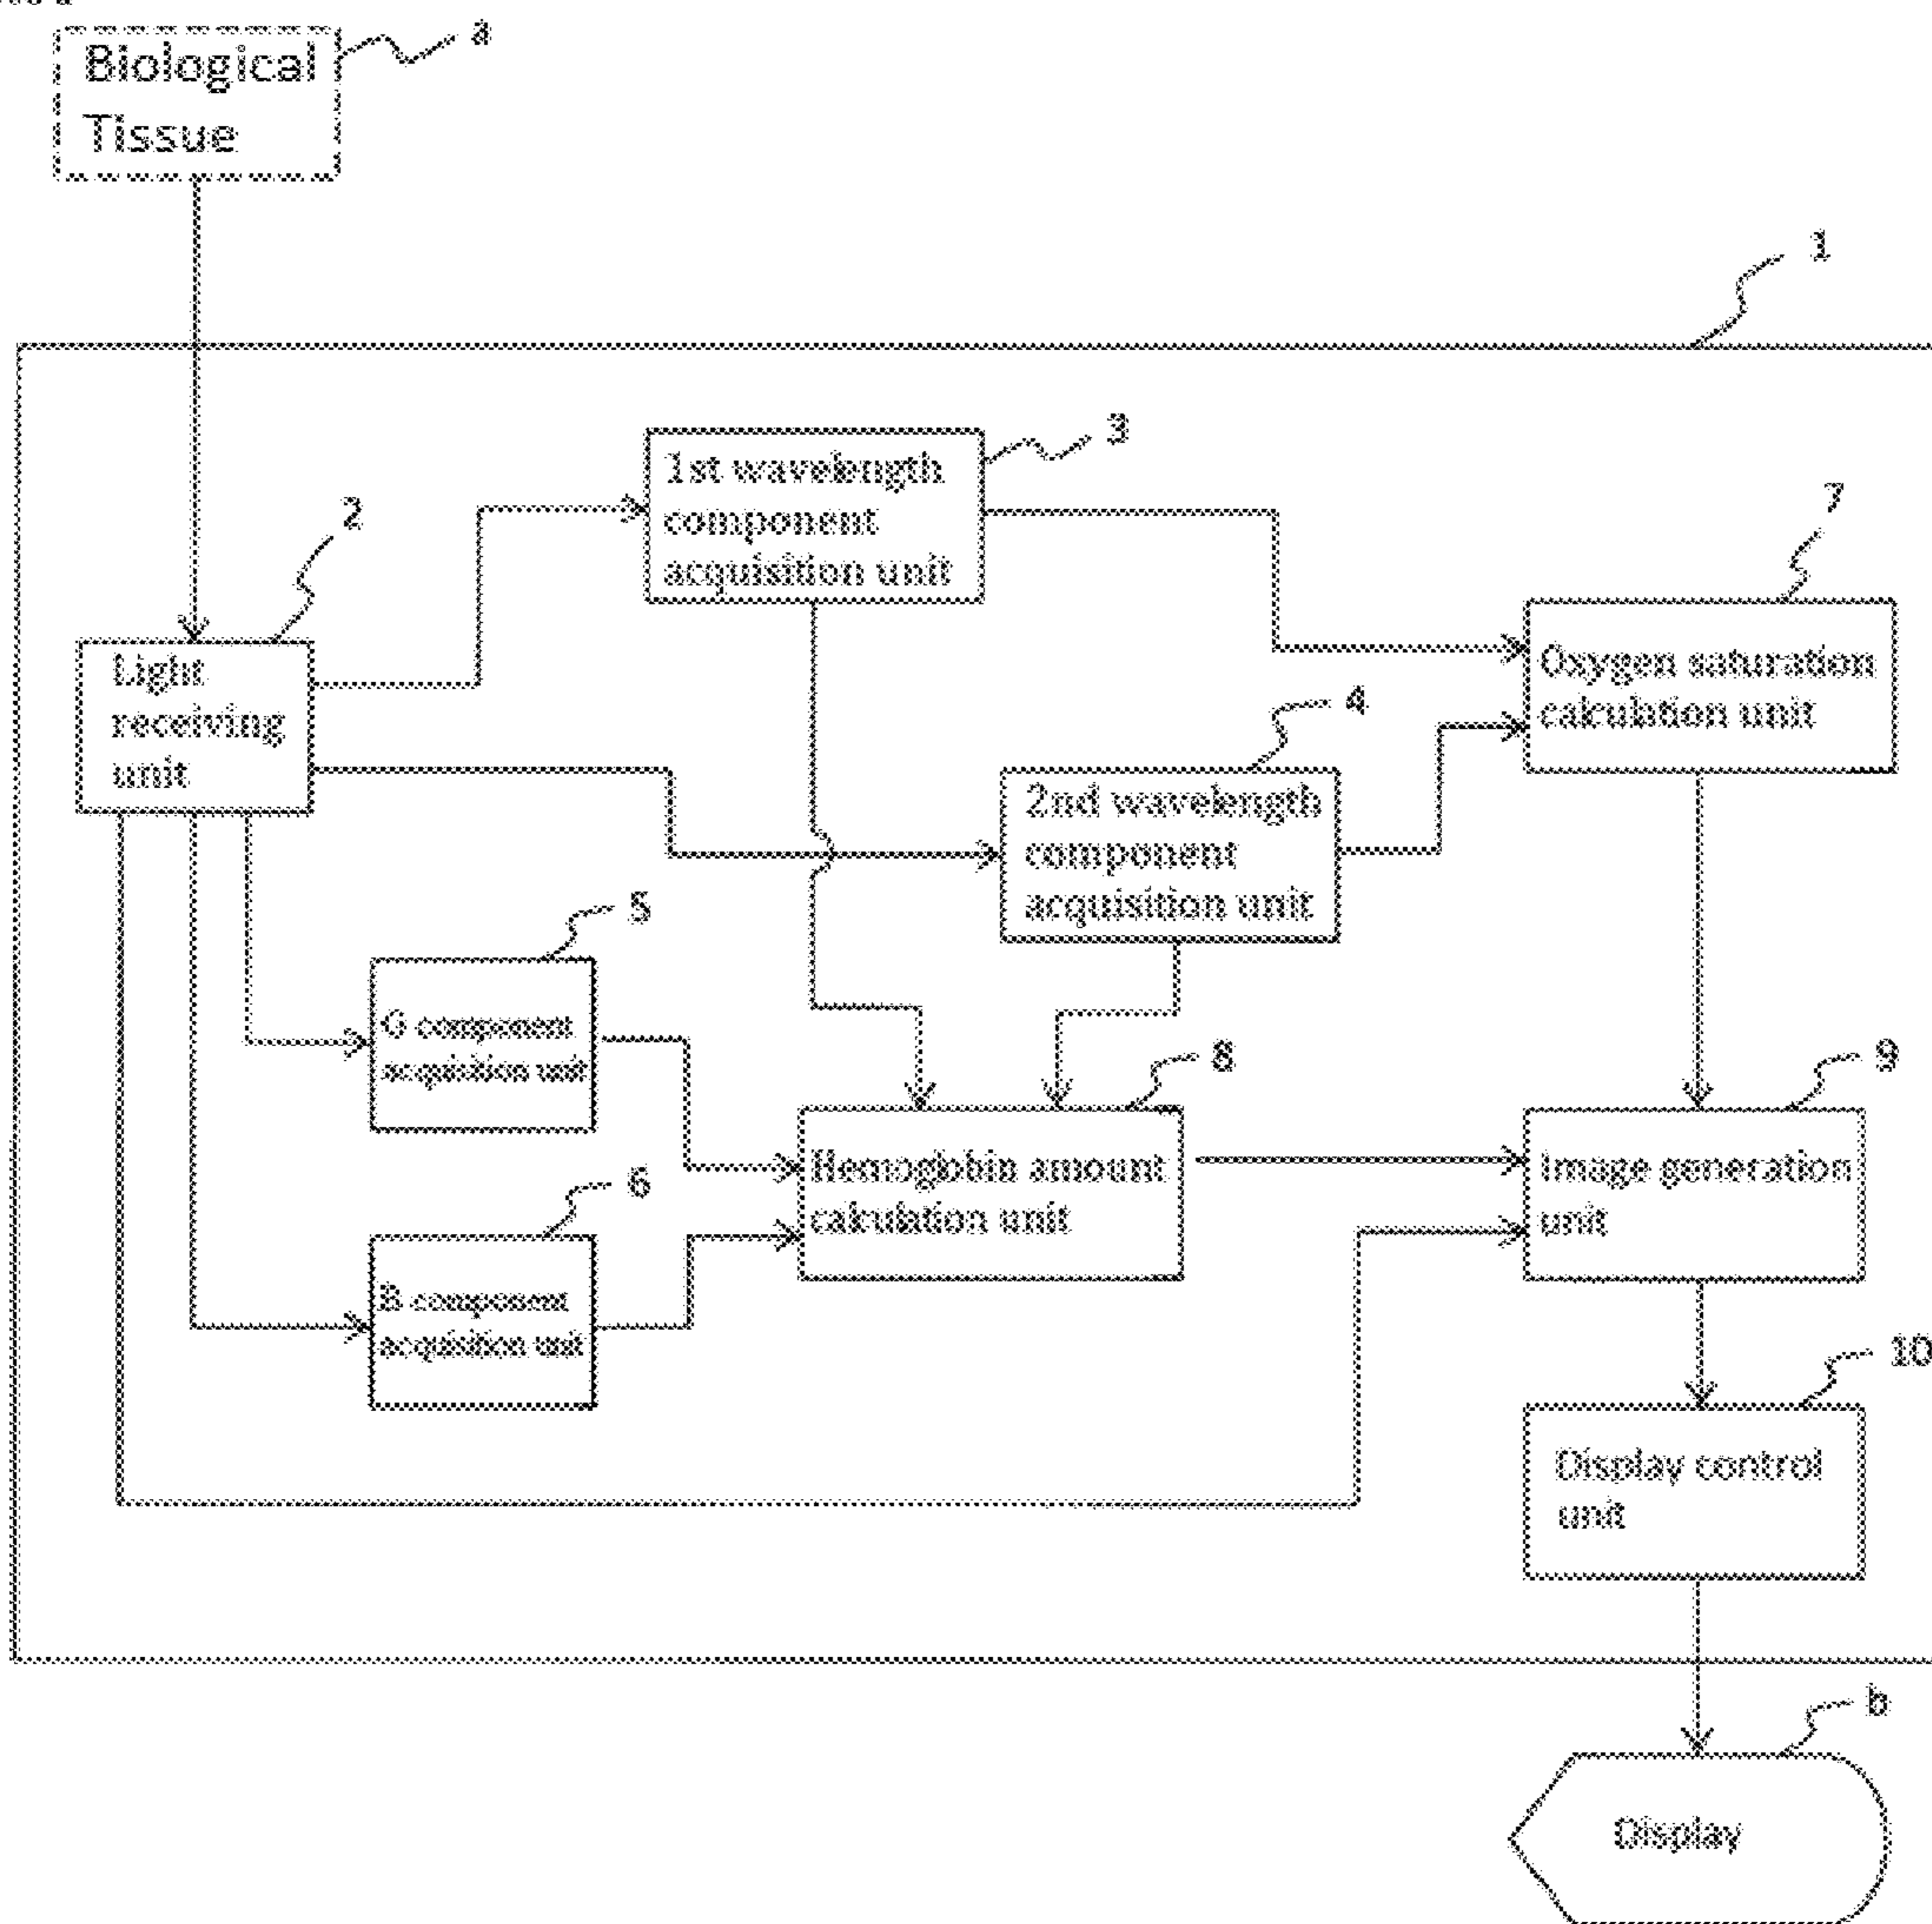 a
Biological
Tissue
1
3
1st wavelength
component
acquisition unit
2
7
Light
receiving
unit
Oxygen saturation
calculation unit
4
2nd wavelength
component
acquisition unit
5
G component
acquisition unit
8
9
Hemoglobin amount
calculation unit
Image generation
unit
6
B component
acquisition unit
10
Display control
unit
b
Display